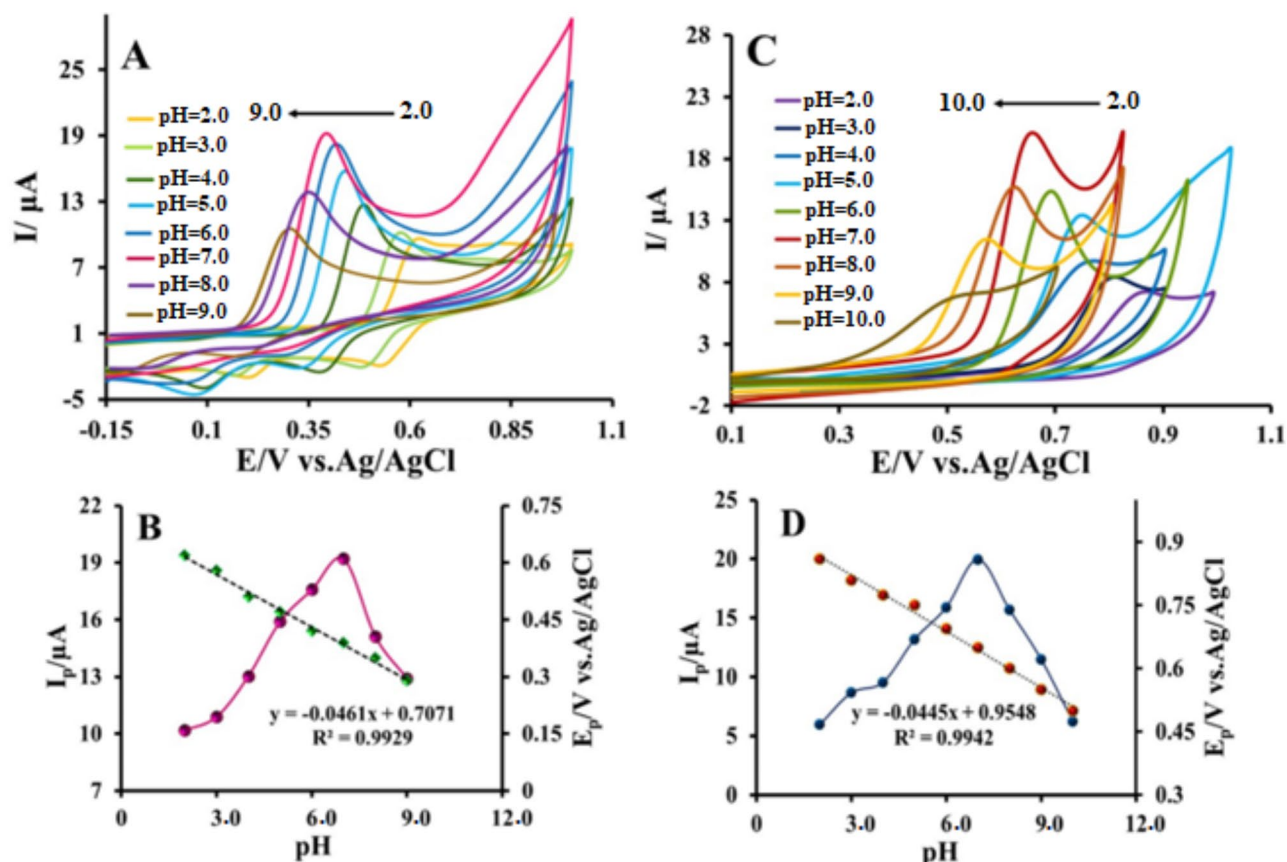 A
I/ µA
25
19
13
7
1
-5
9.0 2.0
pH=2.0
pH=3.0
pH=4.0
pH=5.0
pH=6.0
pH=7.0
pH=8.0
pH=9.0
-0.15 0.1 0.35 0.6 0.85 1.1
E/V vs.Ag/AgCl
C
I/ µA
28
23
18
13
8
3
-2
10.0 2.0
pH=2.0
pH=3.0
pH=4.0
pH=5.0
pH=6.0
pH=7.0
pH=8.0
pH=9.0
pH=10.0
0.1 0.3 0.5 0.7 0.9 1.1
E/V vs.Ag/AgCl
B
Ip/µA
22
19
16
13
10
7
y = -0.0461x + 0.7071
R² = 0.9929
0.75
0.6
0.45
0.3
0.15
0
Ep/V vs.Ag/AgCl
0 3.0 6.0 9.0 12.0
pH
D
Ip/µA
25
20
15
10
5
0
y = -0.0445x + 0.9548
R² = 0.9942
0.9
0.75
0.6
0.45
0.3
Ep/V vs.Ag/AgCl
0 3.0 6.0 9.0 12.0
pH